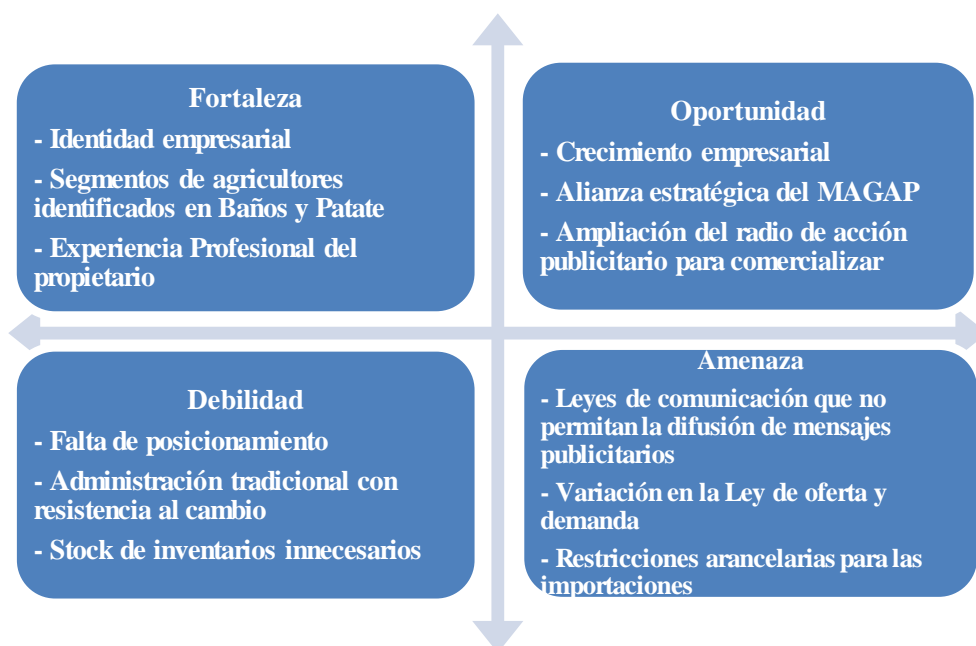 Fortaleza
- Identidad empresarial
- Segmentos de agricultores
identificados en Baños y Patate
- Experiencia Profesional del
propietario
Oportunidad
- Crecimiento empresarial
- Alianza estratégica del MAGAP
- Ampliación del radio de acción
publicitario para comercializar
Debilidad
- Falta de posicionamiento
- Administración tradicional con
resistencia al cambio
- Stock de inventarios innecesarios
Amenaza
- Leyes de comunicación que no
permitan la difusión de mensajes
publicitarios
- Variación en la Ley de oferta y
demanda
- Restricciones arancelarias para las
importaciones